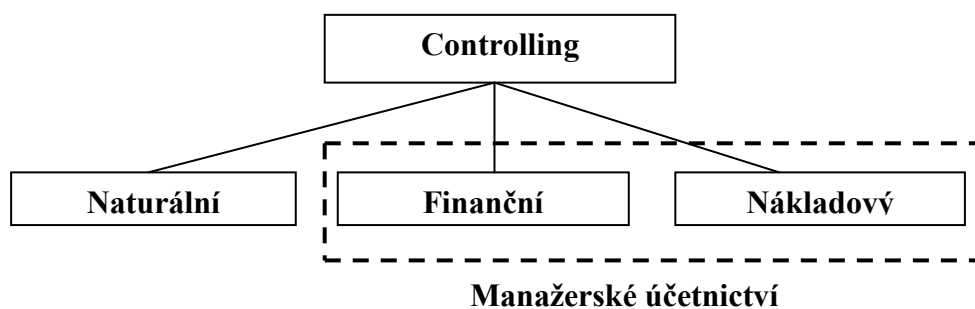 Controlling
Naturální
Finanční
Nákladový
Manažerské účetnictví